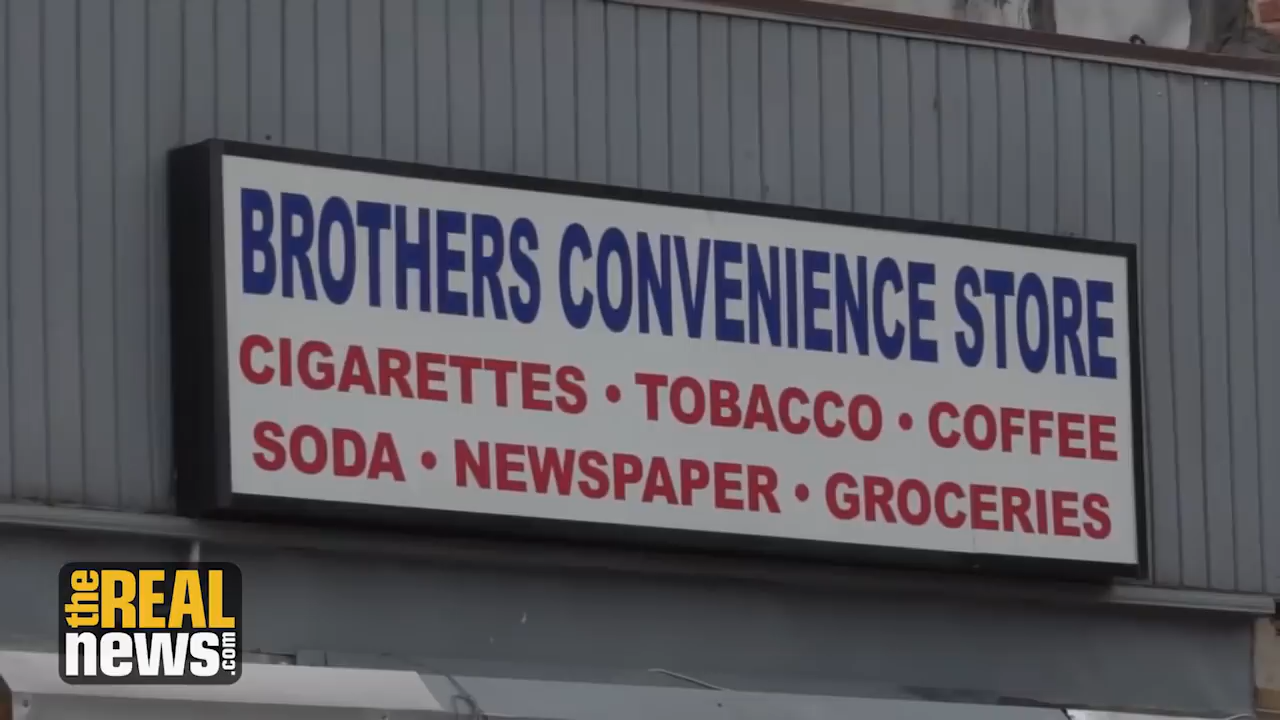 BROTHERS CONVENIENCE STORE
CIGARETTES • TOBACCO • COFFEE
SODA • NEWSPAPER • GROCERIES
the REAL
news.com